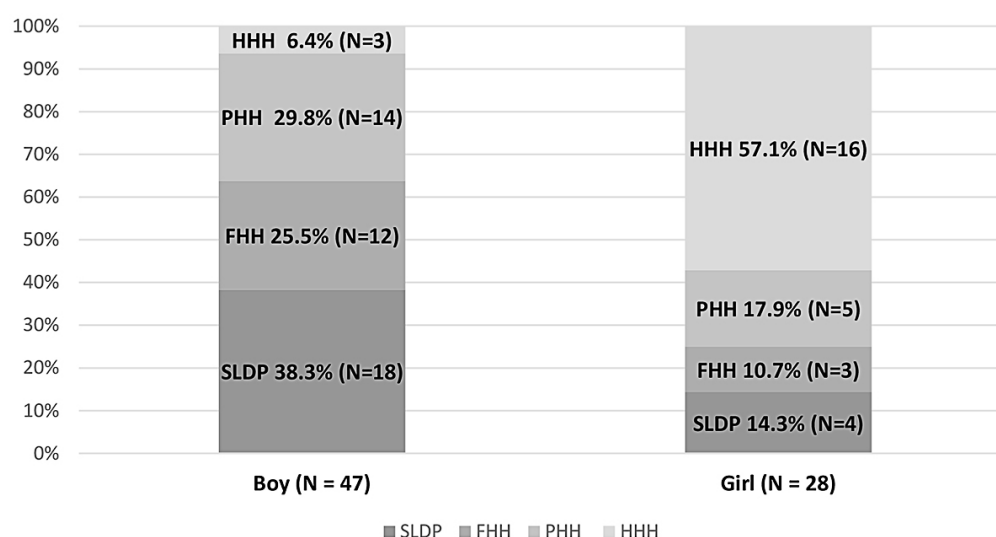 100%
90%
80%
70%
60%
50%
40%
30%
20%
10%
0%
HHH 6.4% (N=3)
PHH 29.8% (N=14)
FHH 25.5% (N=12)
SLDP 38.3% (N=18)
HHH 57.1% (N=16)
PHH 17.9% (N=5)
FHH 10.7% (N=3)
SLDP 14.3% (N=4)
Boy (N = 47)
Girl (N = 28)
SLDP FHH PHH HHH